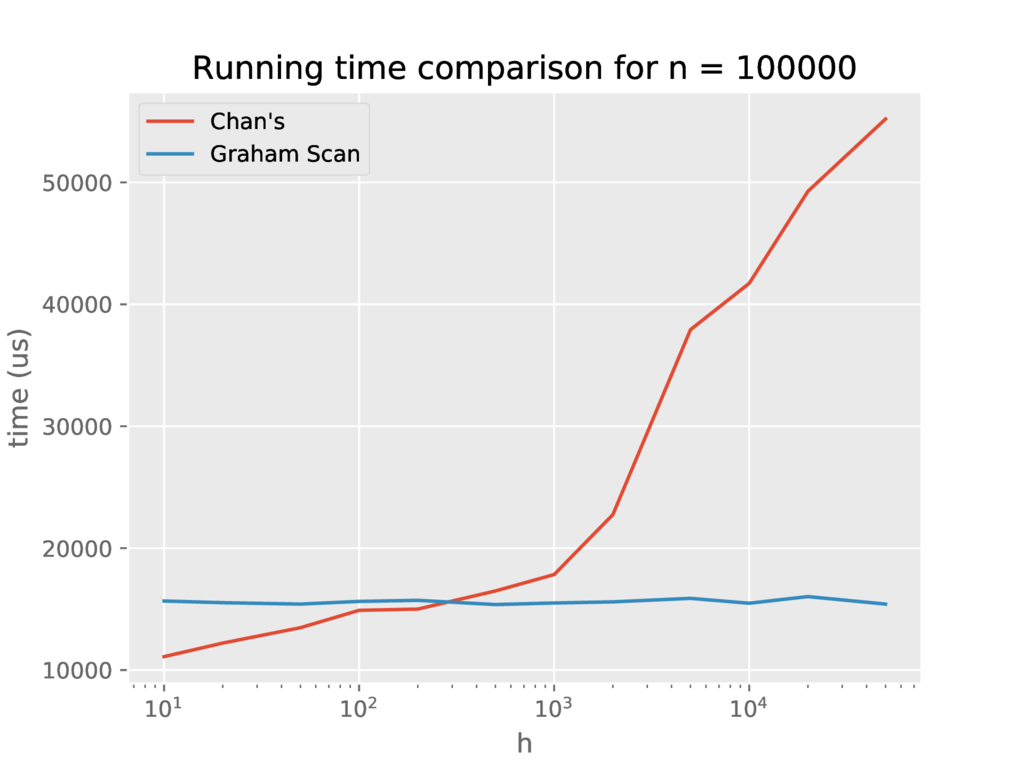 Running time comparison for n = 100000
Chan's
Graham Scan
50000
40000
30000
20000
10000
time (us)
10¹ 10² 10³ 10⁴
h